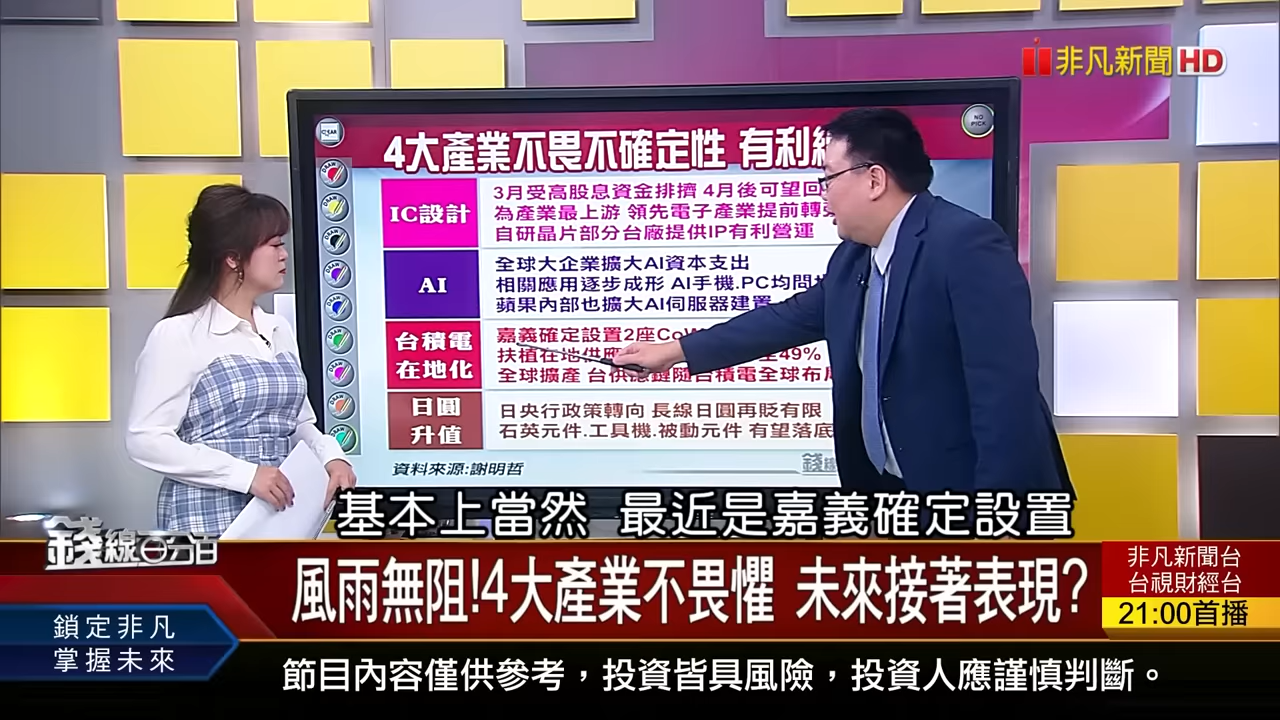 非凡新聞HD
CLEAR
NO PICK
4大產業不畏不確定性 有利
IC設計
3月受高股息資金排擠 4月後可望回
為產業最上游 領先電子產業提前轉
自研晶片部分台廠提供IP有利營運
AI
全球大企業擴大AI資本支出
相關應用逐步成形 AI手機.PC均問
蘋果內部也擴大AI伺服器建置
台積電
在地化
嘉義確定設置2座CoW
扶植在地供應 至49%
全球擴產 台供應鏈隨台積電全球布局
日圓
升值
日央行政策轉向 長線日圓再貶有限
石英元件.工具機.被動元件 有望落底
資料來源:謝明哲
錢線
基本上當然 最近是嘉義確定設置
錢線百分百
風雨無阻!4大產業不畏懼 未來接著表現?
非凡新聞台
台視財經台
21:00首播
鎖定非凡
掌握未來
節目內容僅供參考，投資皆具風險，投資人應謹慎判斷。